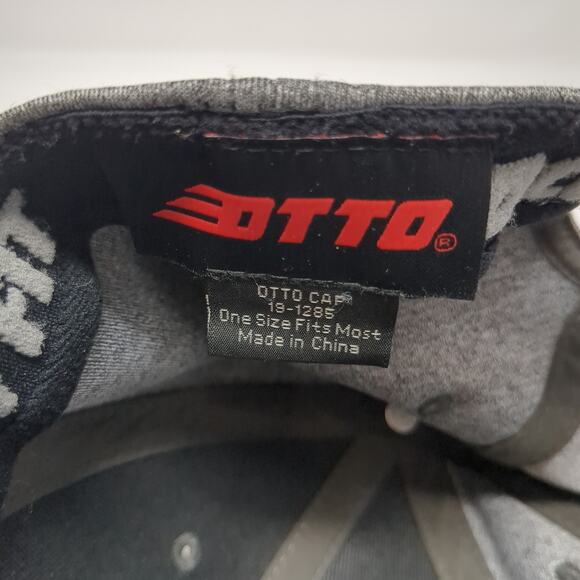 OTTO®
OTTO CAP
19-1285
One Size Fits Most
Made in China